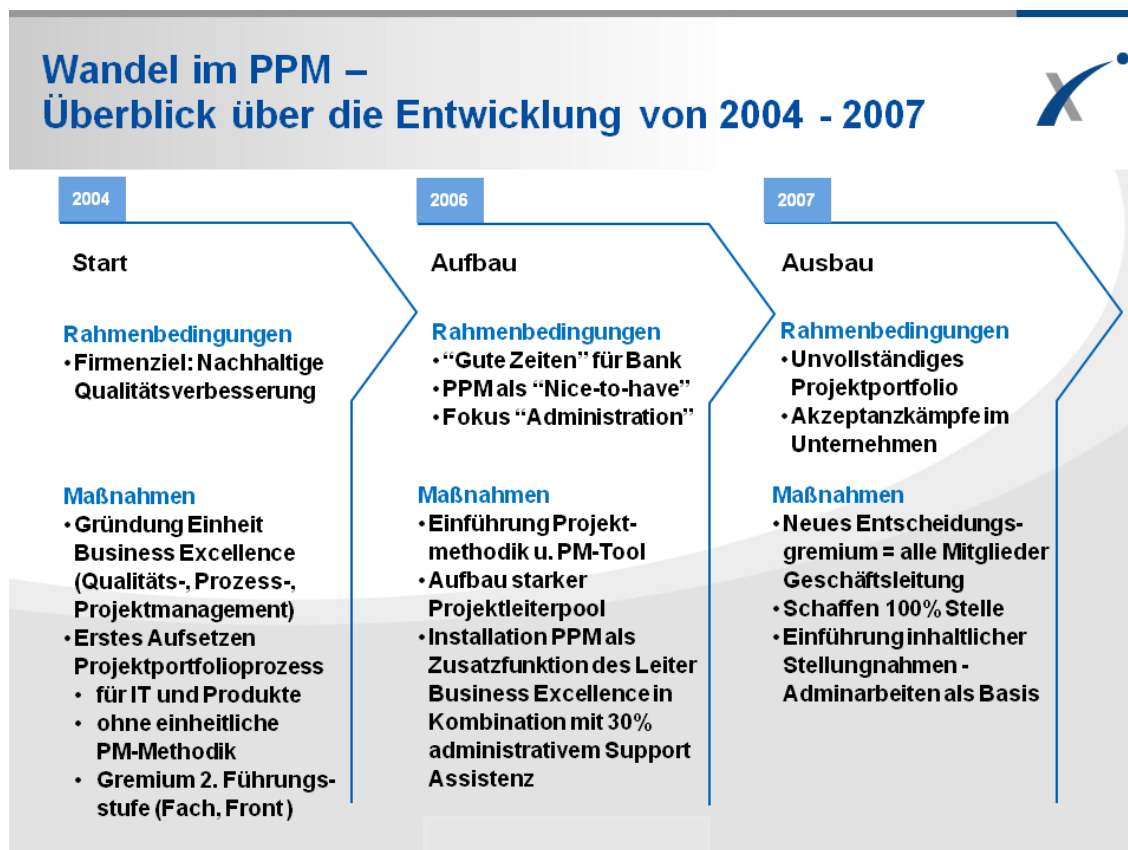 Wandel im PPM –
Überblick über die Entwicklung von 2004 - 2007
2004
Start
Rahmenbedingungen
• Firmenziel: Nachhaltige
Qualitätsverbesserung
Maßnahmen
• Gründung Einheit
Business Excellence
(Qualitäts-, Prozess-,
Projektmanagement)
• Erstes Aufsetzen
Projektportfolioprozess
• für IT und Produkte
• ohne einheitliche
PM-Methodik
• Gremium 2. Führungs-
stufe (Fach, Front)
2006
Aufbau
Rahmenbedingungen
• “Gute Zeiten” für Bank
• PPM als “Nice-to-have”
• Fokus “Administration”
Maßnahmen
• Einführung Projekt-
methodik u. PM-Tool
• Aufbau starker
Projektleiterpool
• Installation PPM als
Zusatzfunktion des Leiter
Business Excellence in
Kombination mit 30%
administrativem Support
Assistenz
2007
Ausbau
Rahmenbedingungen
• Unvollständiges
Projektportfolio
• Akzeptanzkämpfe im
Unternehmen
Maßnahmen
• Neues Entscheidungs-
gremium = alle Mitglieder
Geschäftsleitung
• Schaffen 100% Stelle
• Einführung inhaltlicher
Stellungnahmen -
Adminarbeiten als Basis